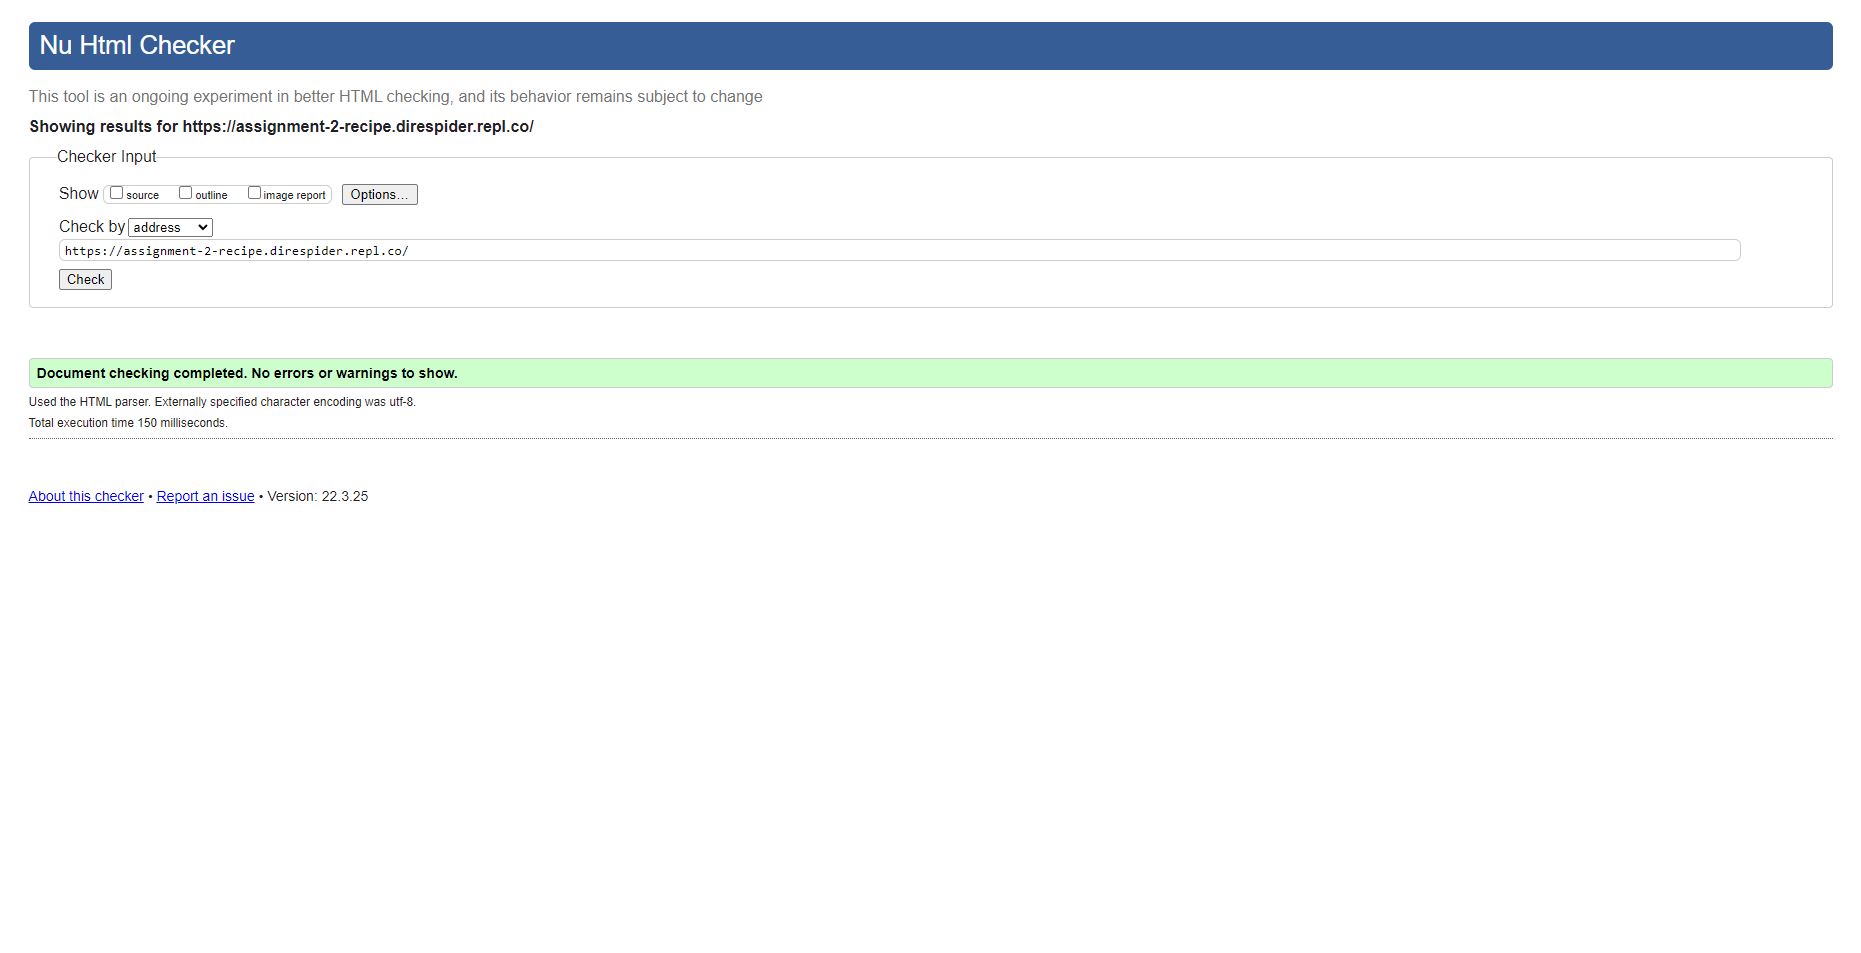 Nu Html Checker
This tool is an ongoing experiment in better HTML checking, and its behavior remains subject to change
Showing results for https://assignment-2-recipe.direspider.repl.co/
Checker Input
Show source outline image report Options...
Check by address
https://assignment-2-recipe.direspider.repl.co/
Check
Document checking completed. No errors or warnings to show.
Used the HTML parser. Externally specified character encoding was utf-8.
Total execution time 150 milliseconds.
About this checker • Report an issue • Version: 22.3.25